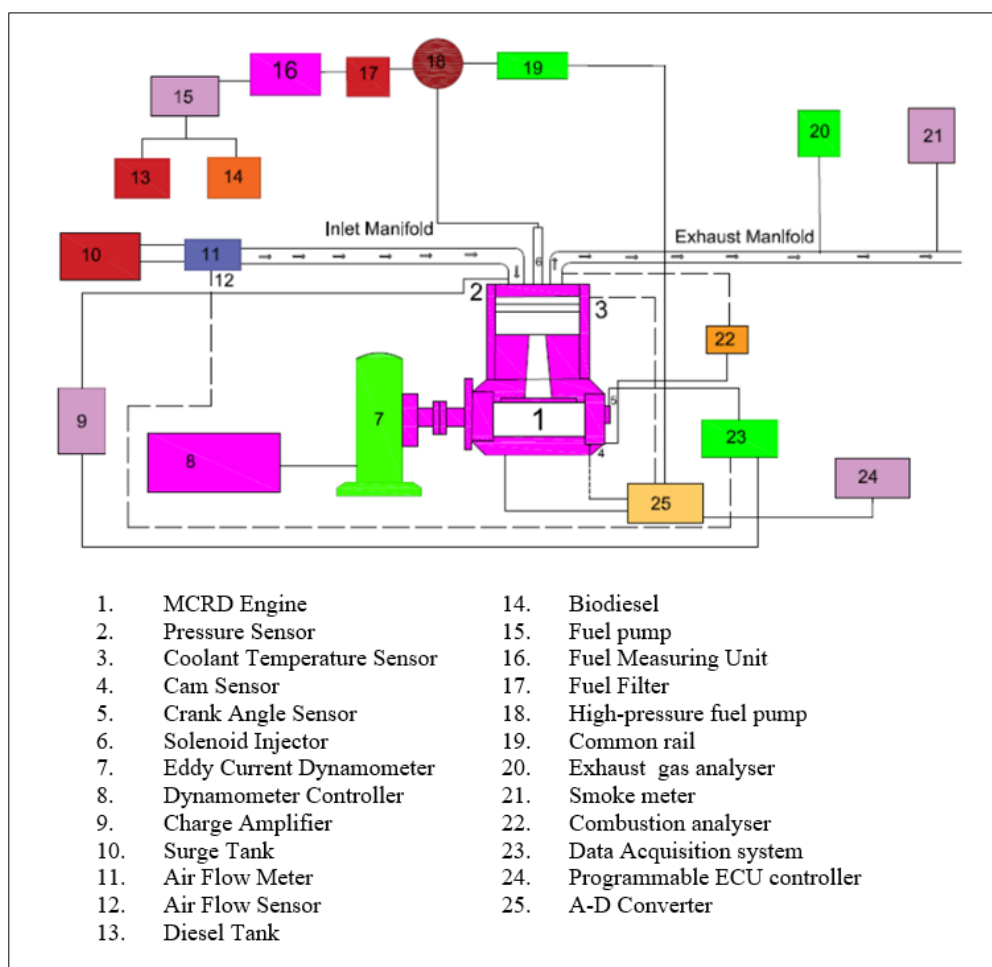 16
15
17
18
19
20
21
13
14
Inlet Manifold
Exhaust Manifold
10
11
12
6
2
3
22
5
9
7
1
23
8
4
24
25
1. MCRD Engine
2. Pressure Sensor
3. Coolant Temperature Sensor
4. Cam Sensor
5. Crank Angle Sensor
6. Solenoid Injector
7. Eddy Current Dynamometer
8. Dynamometer Controller
9. Charge Amplifier
10. Surge Tank
11. Air Flow Meter
12. Air Flow Sensor
13. Diesel Tank
14. Biodiesel
15. Fuel pump
16. Fuel Measuring Unit
17. Fuel Filter
18. High-pressure fuel pump
19. Common rail
20. Exhaust gas analyser
21. Smoke meter
22. Combustion analyser
23. Data Acquisition system
24. Programmable ECU controller
25. A-D Converter